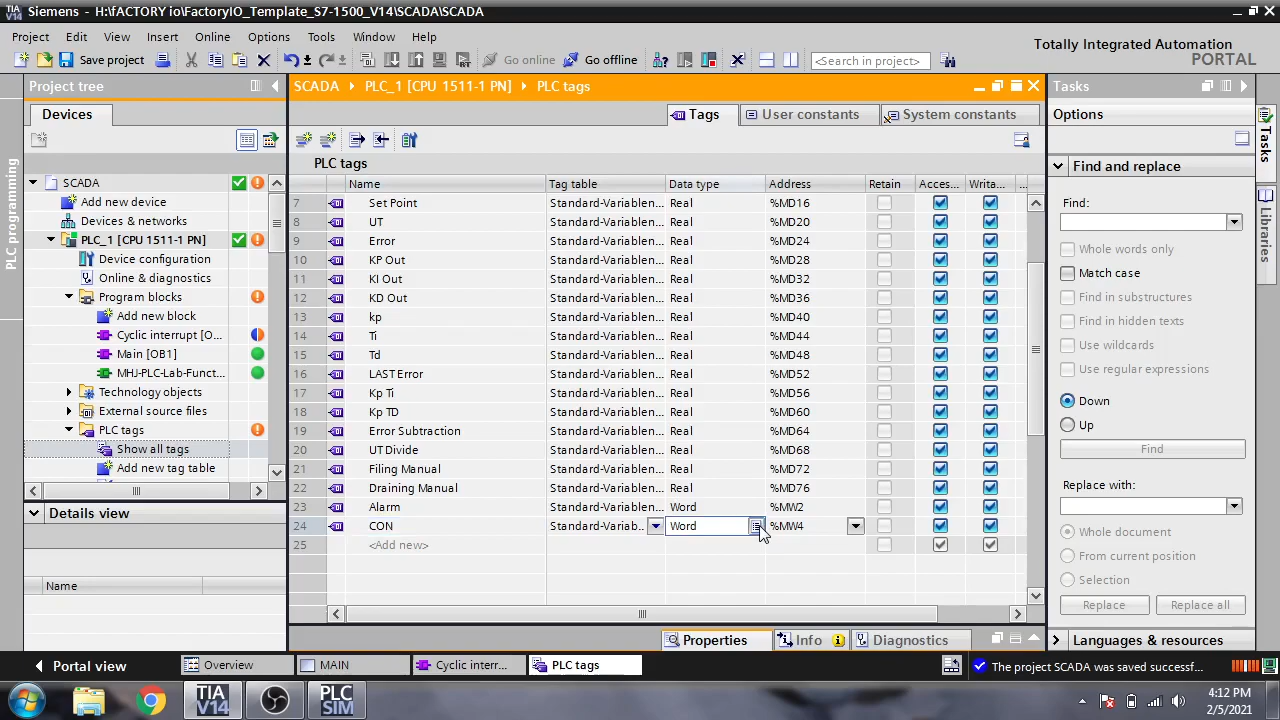 Siemens - H:\fACTORY io\FactoryIO_Template_S7-1500_V14\SCADA\SCADA
Project Edit View Insert Online Options Tools Window Help
Totally Integrated Automation
PORTAL
Save project Go online Go offline <Search in project>
Project tree
SCADA PLC_1 [CPU 1511-1 PN] PLC tags
Tasks
Devices
Tags User constants System constants
Options
PLC tags
Find and replace
Name Tag table Data type Address Retain Acces... Writa... ...
7 Set Point Standard-Variablen... Real %MD16
8 UT Standard-Variablen... Real %MD20
9 Error Standard-Variablen... Real %MD24
10 KP Out Standard-Variablen... Real %MD28
11 KI Out Standard-Variablen... Real %MD32
12 KD Out Standard-Variablen... Real %MD36
13 kp Standard-Variablen... Real %MD40
14 Ti Standard-Variablen... Real %MD44
15 Td Standard-Variablen... Real %MD48
16 LAST Error Standard-Variablen... Real %MD52
17 Kp Ti Standard-Variablen... Real %MD56
18 Kp TD Standard-Variablen... Real %MD60
19 Error Subtraction Standard-Variablen... Real %MD64
20 UT Divide Standard-Variablen... Real %MD68
21 Filing Manual Standard-Variablen... Real %MD72
22 Draining Manual Standard-Variablen... Real %MD76
23 Alarm Standard-Variablen... Word %MW2
24 CON Standard-Variab... Word %MW4
25 <Add new>
SCADA
Add new device
Devices & networks
PLC_1 [CPU 1511-1 PN]
Device configuration
Online & diagnostics
Program blocks
Add new block
Cyclic interrupt [O...
Main [OB1]
MHJ-PLC-Lab-Funct...
Technology objects
External source files
PLC tags
Show all tags
Add new tag table
Details view
Name
PLC programming
Find:
Whole words only
Match case
Find in substructures
Find in hidden texts
Use wildcards
Use regular expressions
Down
Up
Find
Replace with:
Whole document
From current position
Selection
Replace Replace all
Languages & resources
Tasks
Libraries
Properties Info Diagnostics
Portal view Overview MAIN Cyclic interr... PLC tags The project SCADA was saved successf...
TIA
V14
PLC
SIM
4:12 PM
2/5/2021